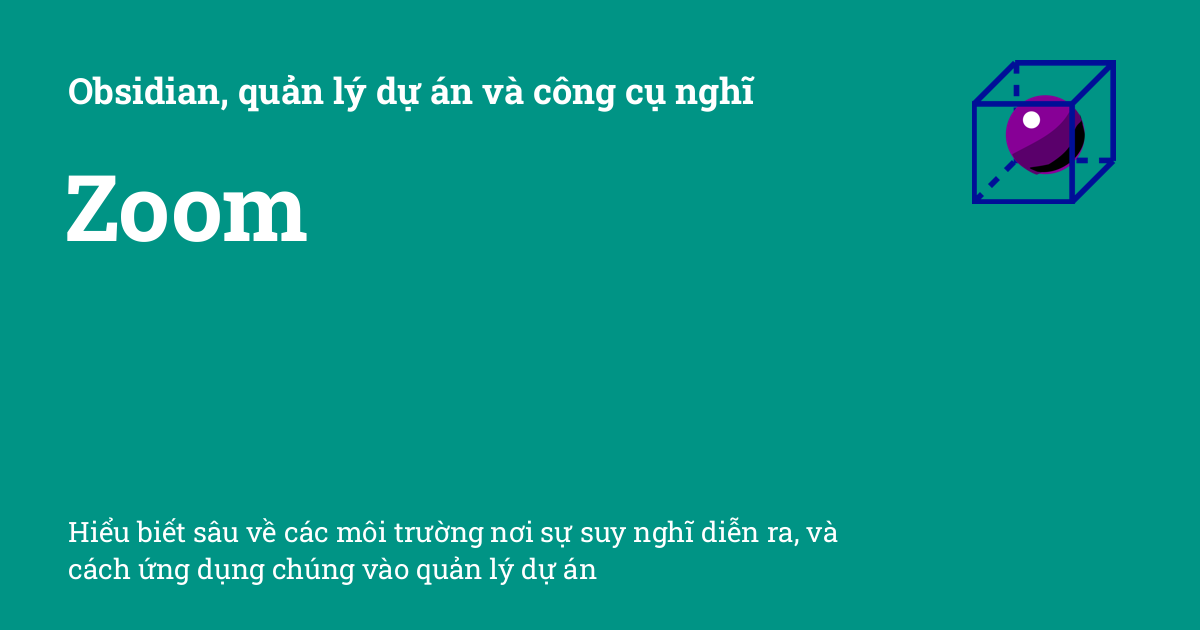 Obsidian, quản lý dự án và công cụ nghĩ
Zoom
Hiểu biết sâu về các môi trường nơi sự suy nghĩ diễn ra, và
cách ứng dụng chúng vào quản lý dự án